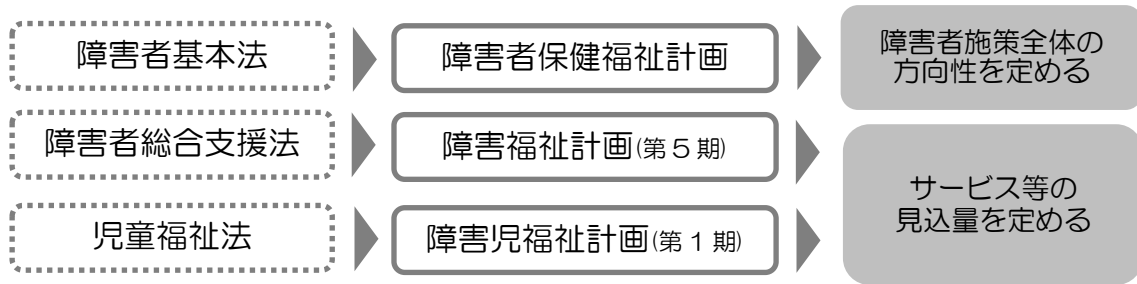 障害者基本法
障害者保健福祉計画
障害者施策全体の
方向性を定める
障害者総合支援法
障害福祉計画(第５期)
児童福祉法
障害児福祉計画(第１期)
サービス等の
見込量を定める